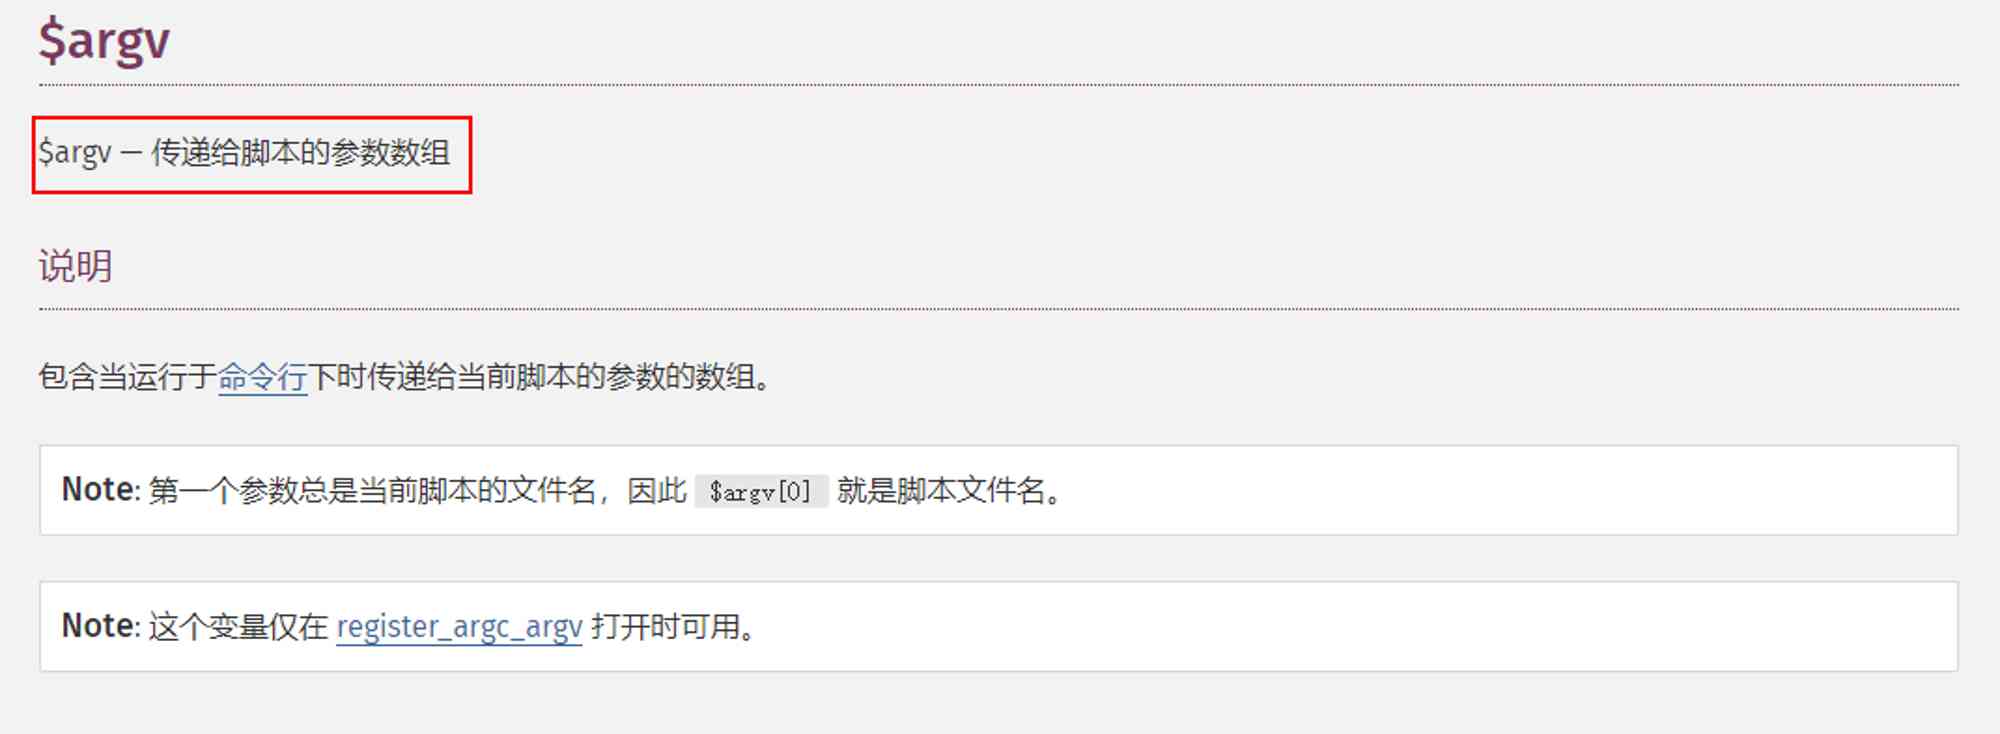 $argv
$argv — 传递给脚本的参数数组
说明
包含当运行于命令行下时传递给当前脚本的参数的数组。
Note: 第一个参数总是当前脚本的文件名，因此 $argv[0] 就是脚本文件名。
Note: 这个变量仅在 register_argc_argv 打开时可用。